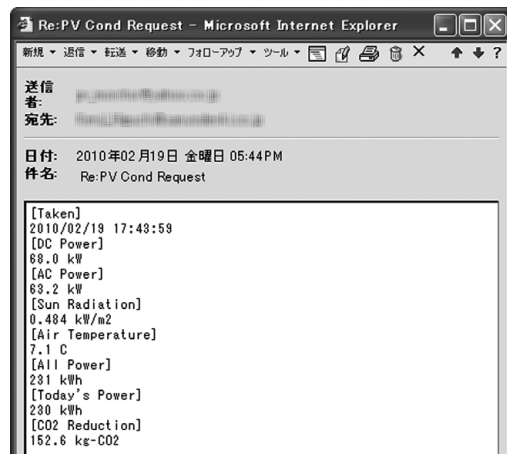 Re:PV Cond Request - Microsoft Internet Explorer
新規 ▾ 返信 ▾ 転送 ▾ 移動 ▾ フォローアップ ▾ ツール ▾
送信者:
宛先:
日付: 2010年02月19日 金曜日 05:44PM
件名: Re:PV Cond Request
[Taken]
2010/02/19 17:43:59
[DC Power]
68.0 kW
[AC Power]
63.2 kW
[Sun Radiation]
0.484 kW/m2
[Air Temperature]
7.1 C
[All Power]
231 kWh
[Today's Power]
230 kWh
[CO2 Reduction]
152.6 kg-CO2